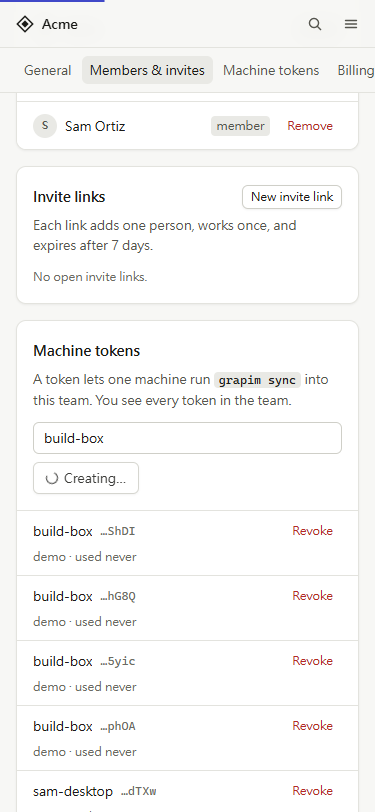 Acme
General Members & invites Machine tokens Billing
S Sam Ortiz member Remove
Invite links New invite link
Each link adds one person, works once, and
expires after 7 days.
No open invite links.
Machine tokens
A token lets one machine run grapim sync into
this team. You see every token in the team.
build-box
Creating…
build-box …ShDI Revoke
demo · used never
build-box …hG8Q Revoke
demo · used never
build-box …5yic Revoke
demo · used never
build-box …phOA Revoke
demo · used never
sam-desktop …dTXw Revoke